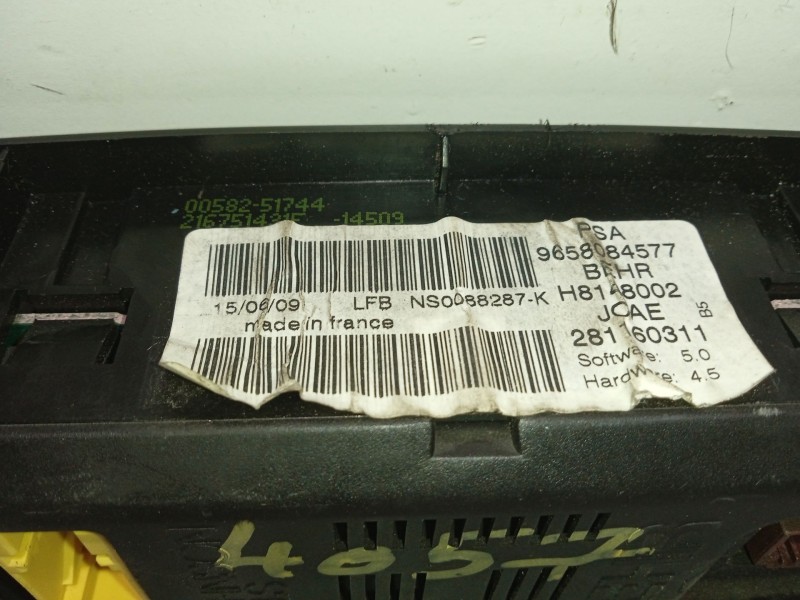 00582-51744
2167514315 -14509
PSA
9658084577
BEHR
H8148002
JCAE
B5
281160311
Software: 5.0
Hardware: 4.5
15/06/09 LFB NS0088287-K
made in france
4057